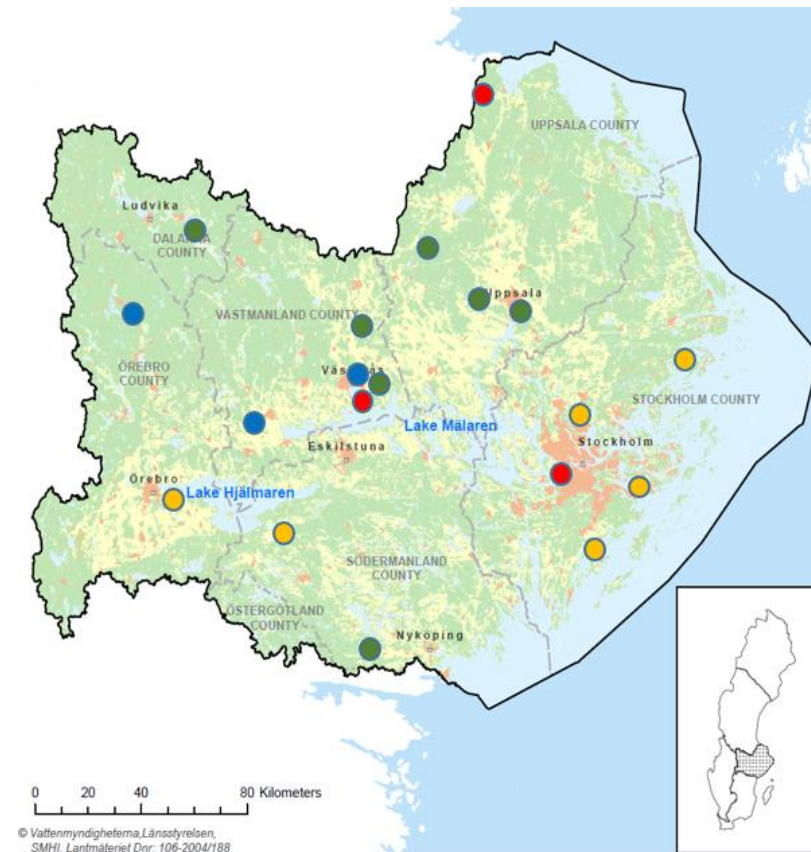 UPPSALA COUNTY
Ludvika
DALARNA
COUNTY
Uppsala
VÄSTMANLAND COUNTY
ÖREBRO
COUNTY
Västerås
STOCKHOLM COUNTY
Lake Mälaren
Eskilstuna
Stockholm
Örebro
Lake Hjälmaren
SÖDERMANLAND
COUNTY
ÖSTERGÖTLAND
COUNTY
Nyköping
0 20 40 80 Kilometers
© Vattenmyndigheterna,Länsstyrelsen,
SMHI, Lantmäteriet Dnr: 106-2004/188